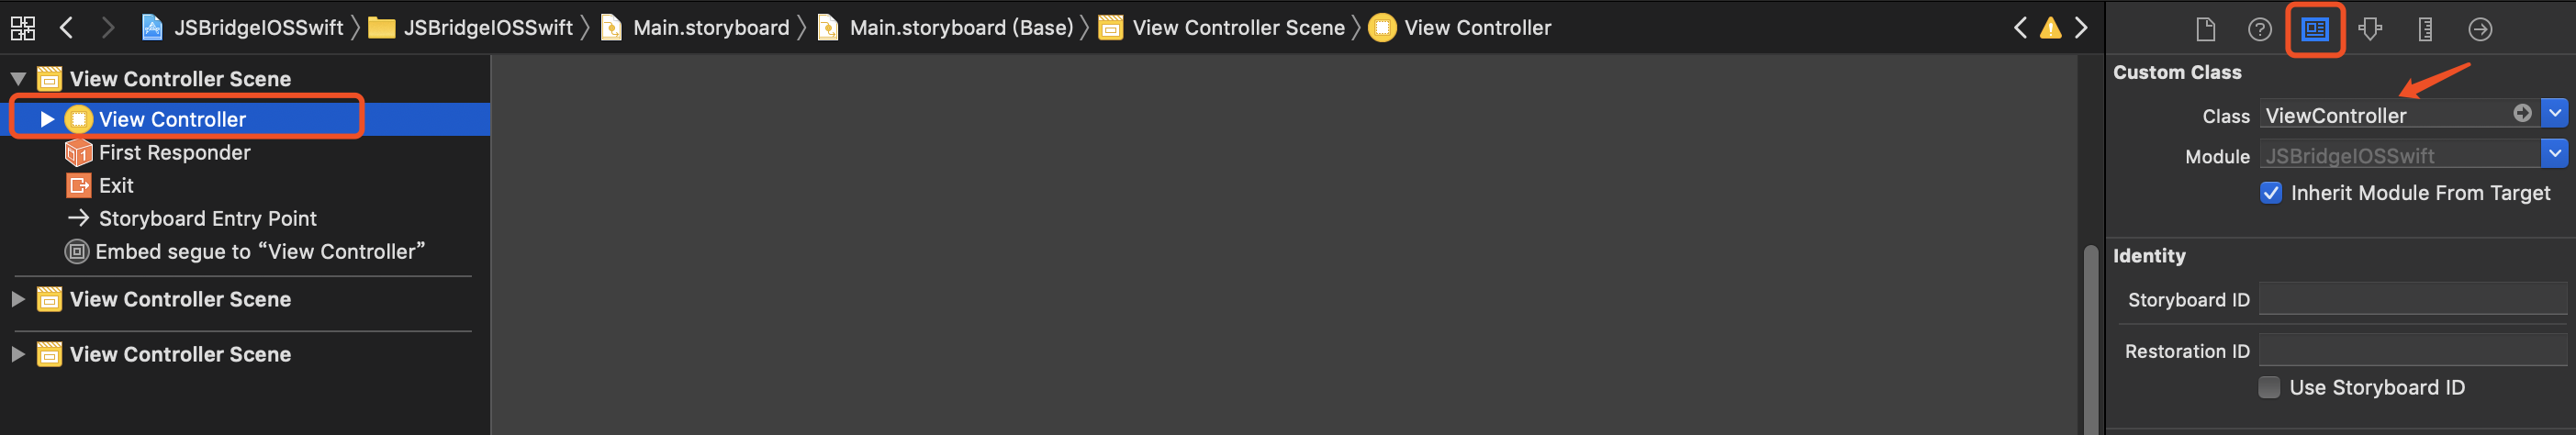 JSBridgeIOSSwift JSBridgeIOSSwift Main.storyboard Main.storyboard (Base) View Controller Scene View Controller
View Controller Scene
View Controller
First Responder
Exit
Storyboard Entry Point
Embed segue to “View Controller”
View Controller Scene
View Controller Scene
Custom Class
Class ViewController
Module JSBridgeIOSSwift
Inherit Module From Target
Identity
Storyboard ID
Restoration ID
Use Storyboard ID